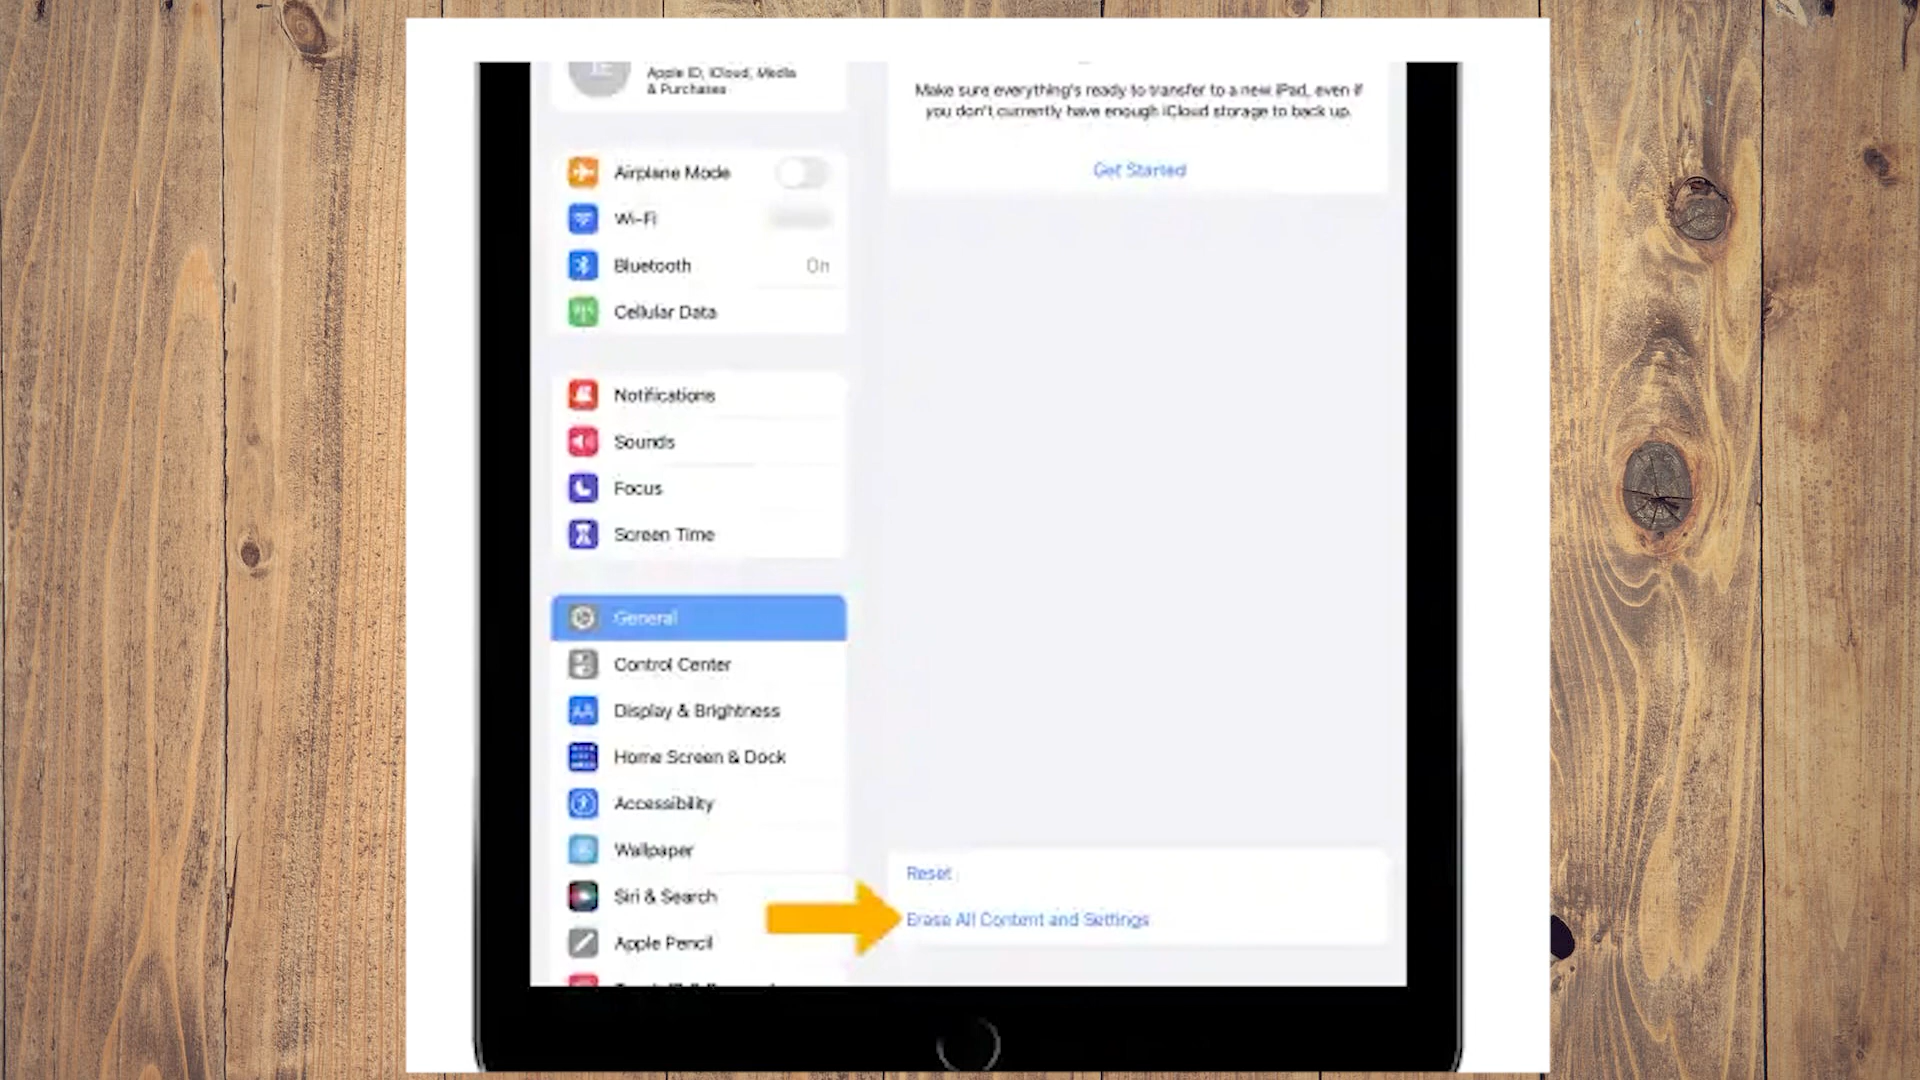 Apple ID, iCloud, Media
& Purchases
Airplane Mode
Wi-Fi
Bluetooth On
Cellular Data
Notifications
Sounds
Focus
Screen Time
General
Control Center
Display & Brightness
Home Screen & Dock
Accessibility
Wallpaper
Siri & Search
Apple Pencil
Make sure everything's ready to transfer to a new iPad, even if
you don't currently have enough iCloud storage to back up.
Get Started
Reset
Erase All Content and Settings